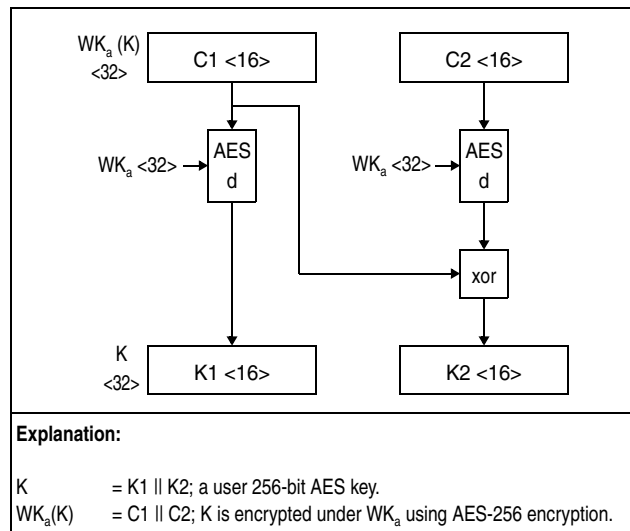 WKₐ (K)
<32>
C1 <16>
C2 <16>
WKₐ <32>
AES
d
WKₐ <32>
AES
d
xor
K
<32>
K1 <16>
K2 <16>
Explanation:
K = K1 || K2; a user 256-bit AES key.
WKₐ(K) = C1 || C2; K is encrypted under WKₐ using AES-256 encryption.